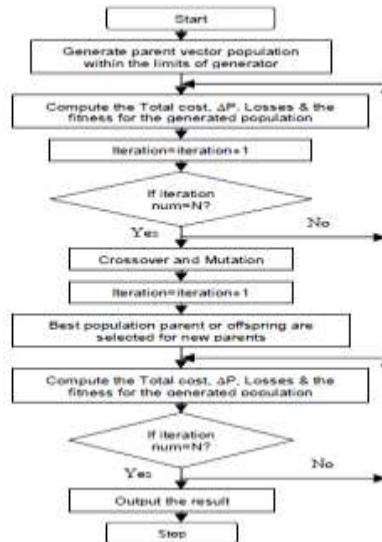 Start
Generate parent vector population
within the limits of generator
Compute the Total cost, ΔP, Losses & the
fitness for the generated population
Iteration=iteration+1
If iteration
num=N?
Yes
No
Crossover and Mutation
Iteration=iteration+1
Best population parent or offspring are
selected for new parents
Compute the Total cost, ΔP, Losses & the
fitness for the generated population
If iteration
num=N?
Yes
No
Output the result
Stop